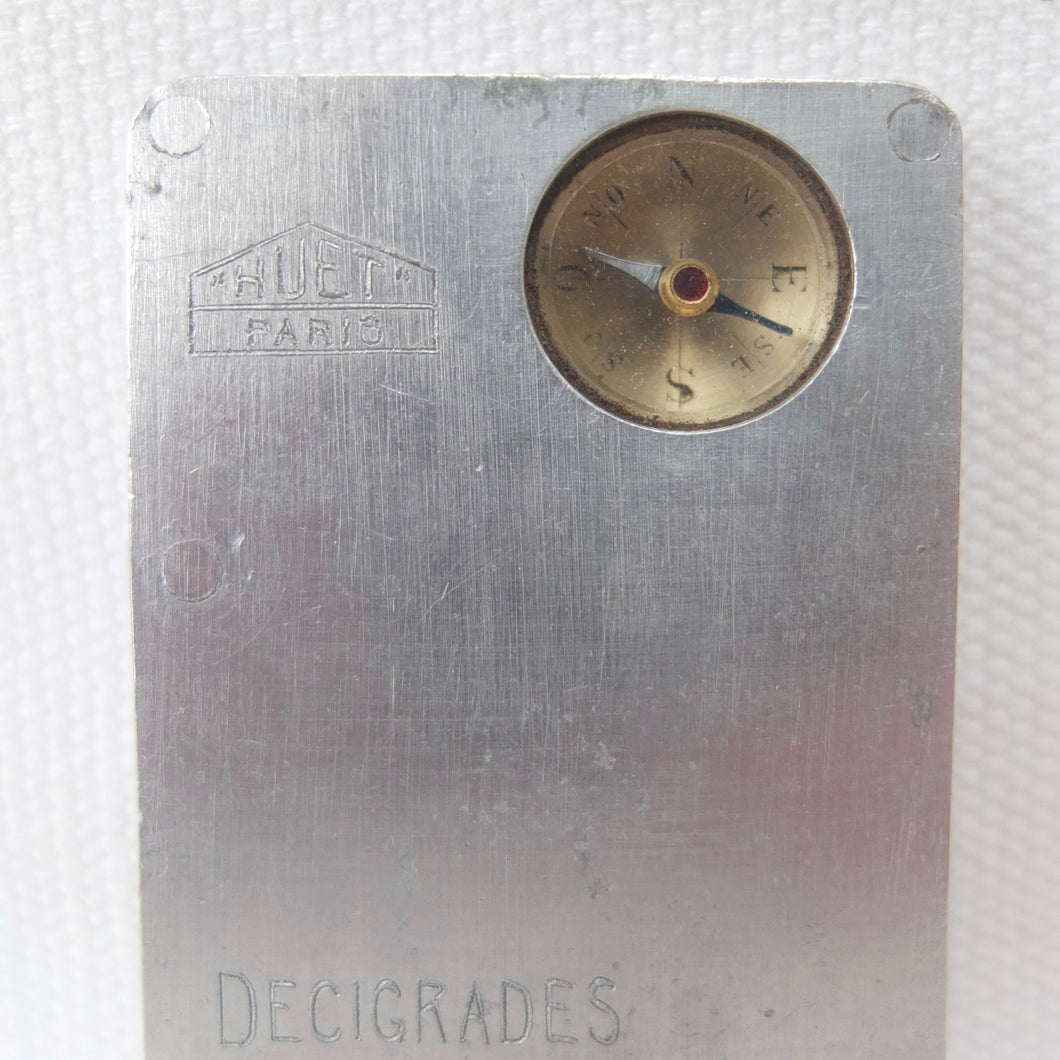 "HUET"
PARIS
N
NO NE
O E
SO SE
S
DECIGRADES